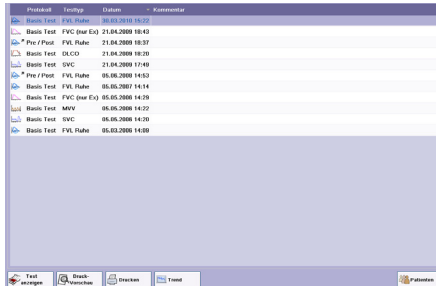 Protokoll Testtyp Datum Kommentar
Basis Test FVL Ruhe 30.03.2010 16:22
Basis Test FVC (nur Ex) 21.04.2009 18:43
Pre / Post FVL Ruhe 21.04.2009 18:37
Basis Test DLCO 21.04.2009 18:20
Basis Test SVC 21.04.2009 17:49
Pre / Post FVL Ruhe 06.05.2008 14:53
Basis Test FVL Ruhe 05.05.2007 14:14
Basis Test FVC (nur Ex) 05.05.2006 14:29
Basis Test MVV 05.05.2006 14:22
Basis Test SVC 05.05.2006 14:20
Basis Test FVL Ruhe 05.03.2006 14:09
Test anzeigen Druck-Vorschau Drucken Trend Patienten